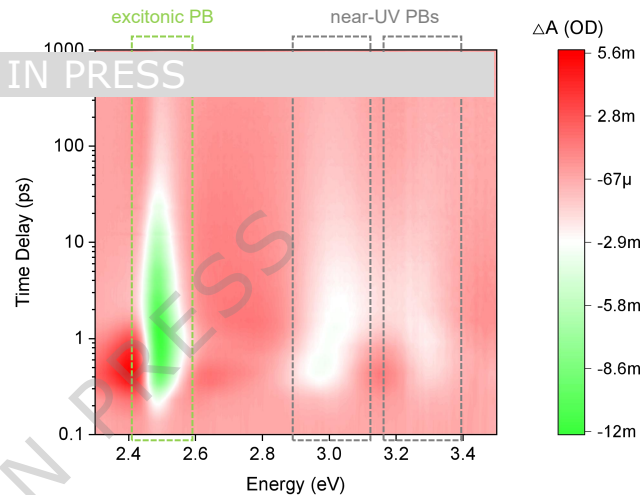 excitonic PB
near-UV PBs
△A (OD)
1000
IN PRESS
100
10
1
0.1
Time Delay (ps)
2.4 2.6 2.8 3.0 3.2 3.4
Energy (eV)
5.6m
2.8m
-67µ
-2.9m
-5.8m
-8.6m
-12m
N PRESS